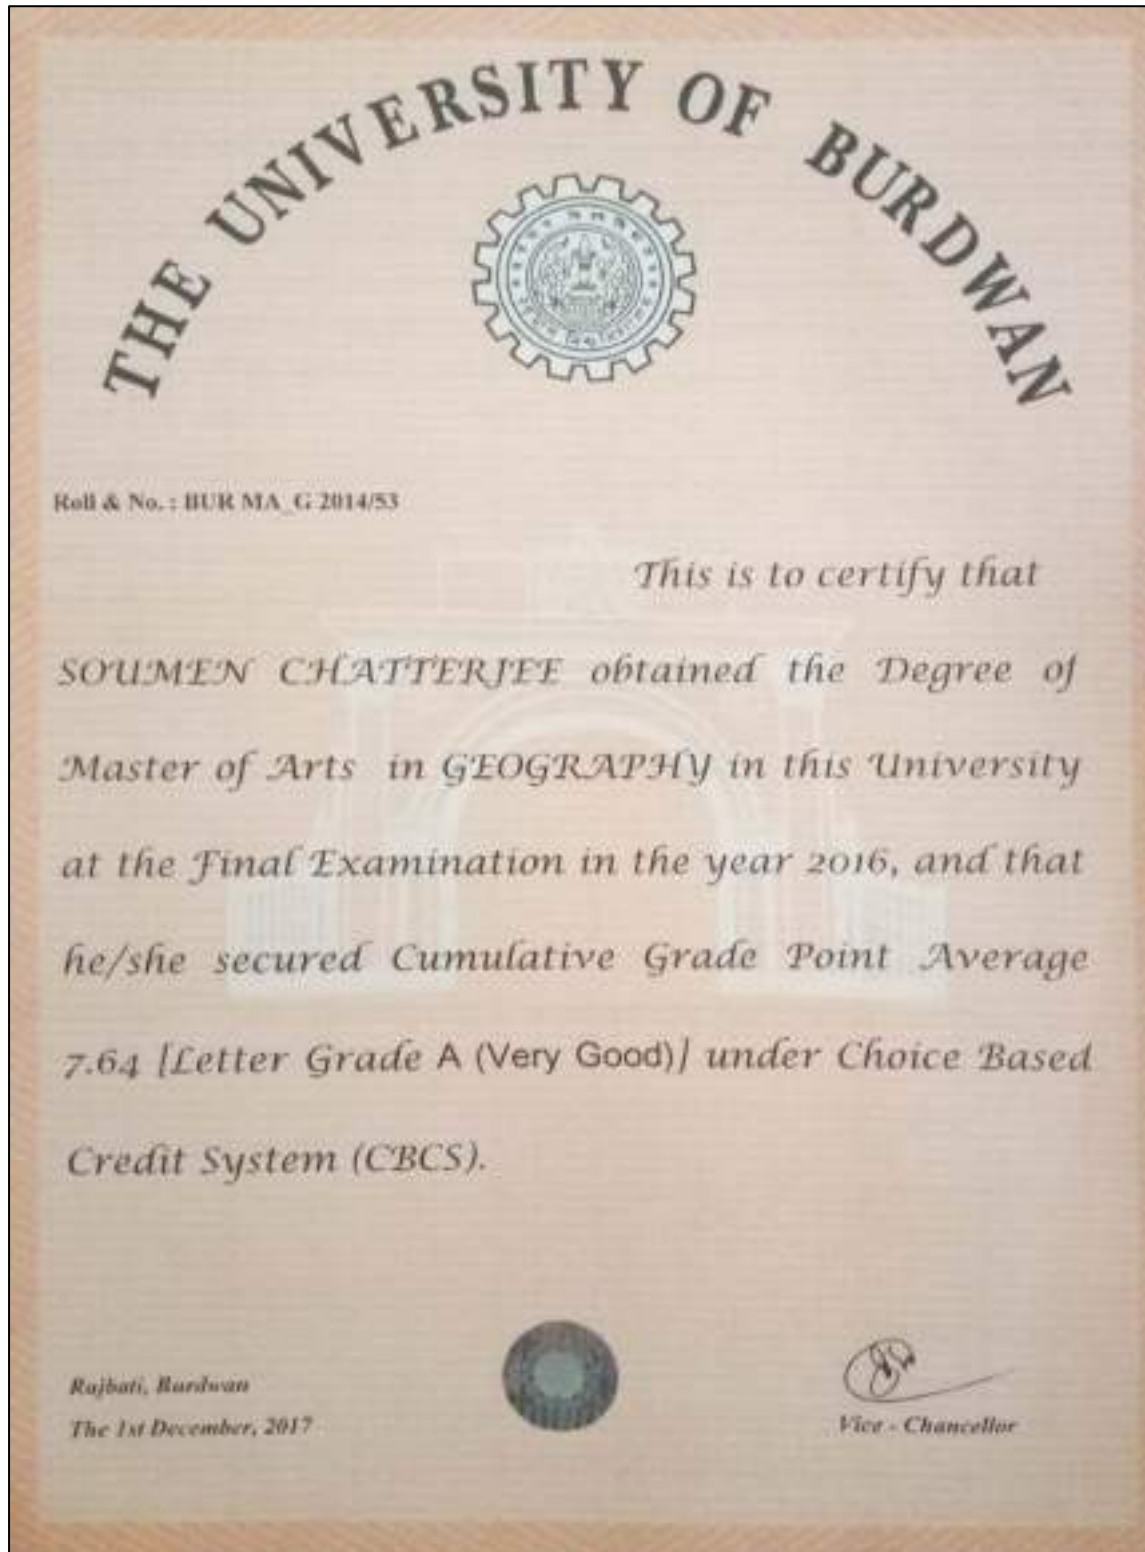 THE UNIVERSITY OF BURDWAN
Roll & No. : BUR MA_G 2014/53
This is to certify that
SOUMEN CHATTERJEE obtained the Degree of
Master of Arts in GEOGRAPHY in this University
at the Final Examination in the year 2016, and that
he/she secured Cumulative Grade Point Average
7.64 [Letter Grade A (Very Good)] under Choice Based
Credit System (CBCS).
Rajbati, Burdwan
The 1st December, 2017
Vice - Chancellor